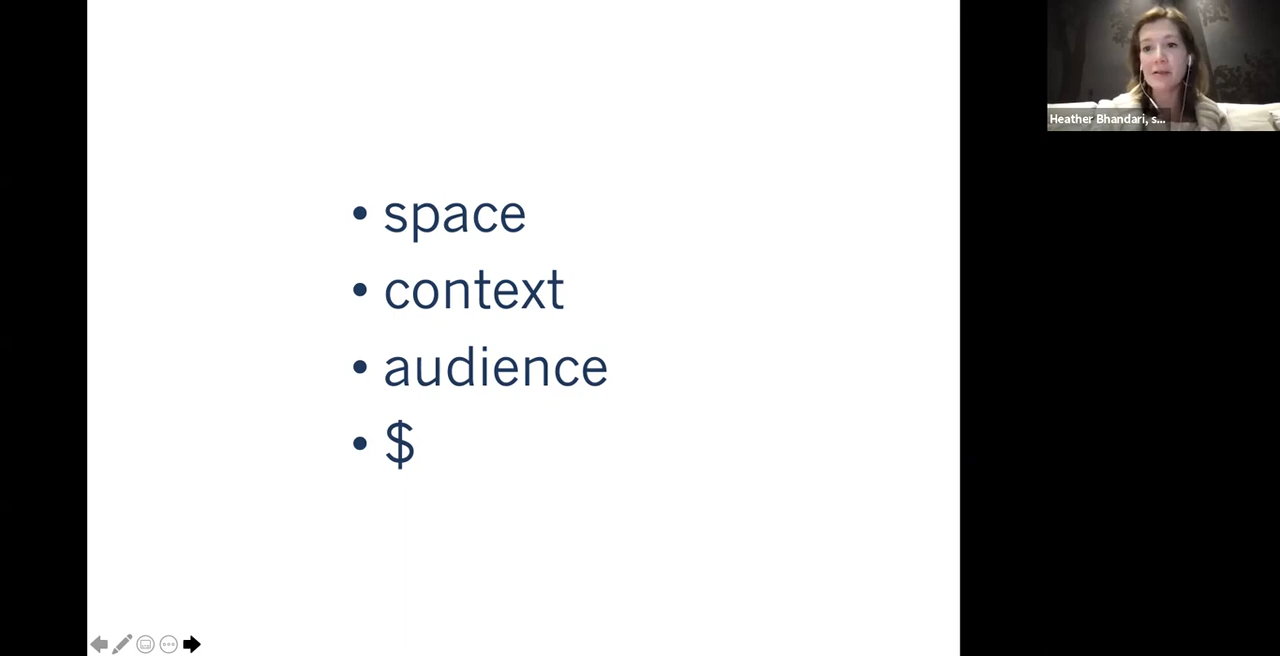 • space
• context
• audience
• $
Heather Bhandari, s...